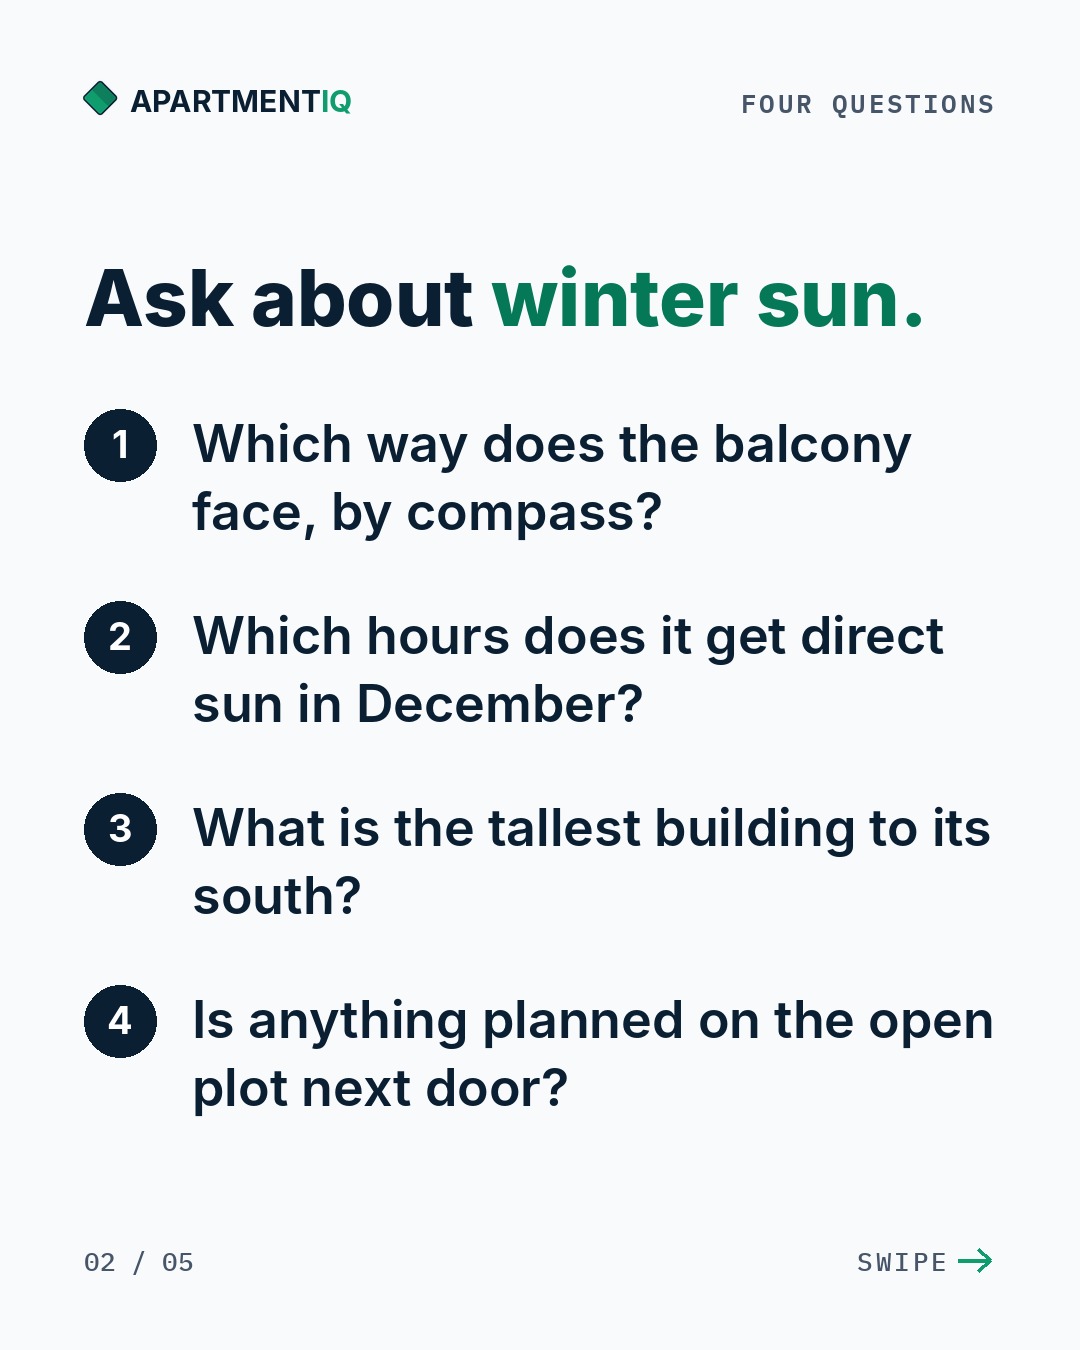 APARTMENTIQ
FOUR QUESTIONS
Ask about winter sun.
1 Which way does the balcony
face, by compass?
2 Which hours does it get direct
sun in December?
3 What is the tallest building to its
south?
4 Is anything planned on the open
plot next door?
02 / 05
SWIPE